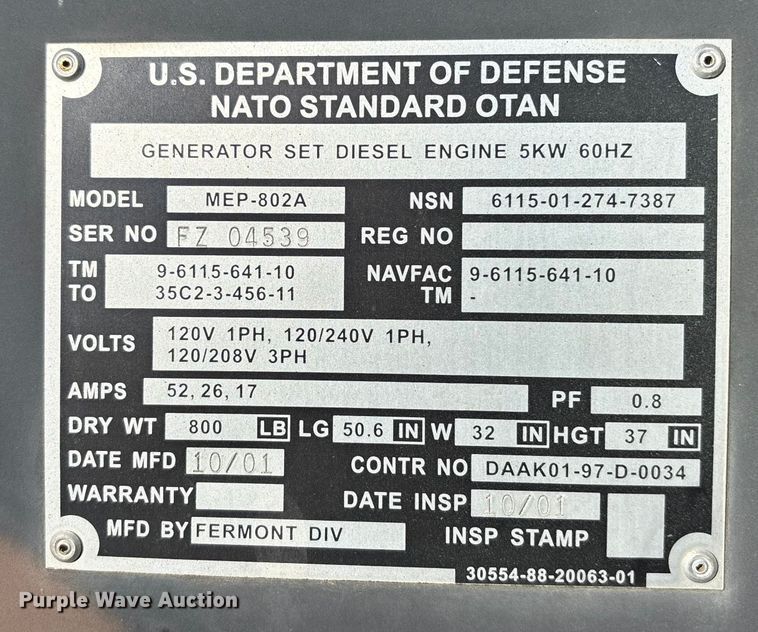 U.S. DEPARTMENT OF DEFENSE
NATO STANDARD OTAN
GENERATOR SET DIESEL ENGINE 5KW 60HZ
MODEL MEP-802A NSN 6115-01-274-7387
SER NO FZ 04539 REG NO
TM 9-6115-641-10 NAVFAC 9-6115-641-10
TO 35C2-3-456-11 TM -
VOLTS 120V 1PH, 120/240V 1PH,
120/208V 3PH
AMPS 52, 26, 17 PF 0.8
DRY WT 800 LB LG 50.6 IN W 32 IN HGT 37 IN
DATE MFD 10/01 CONTR NO DAAK01-97-D-0034
WARRANTY DATE INSP 10/01
MFD BY FERMONT DIV INSP STAMP
30554-88-20063-01
Purple Wave Auction